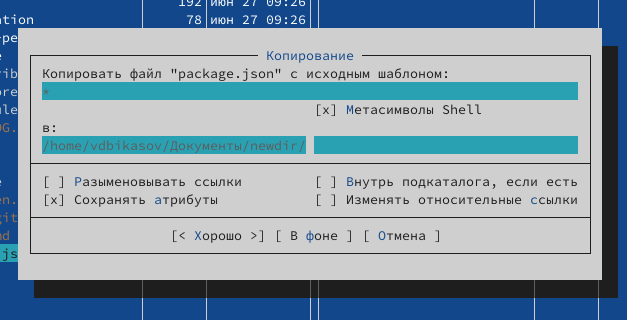 192 июн 27 09:26
78 июн 27 09:26
Копирование
Копировать файл "package.json" с исходным шаблоном:
*
[x] Метасимволы Shell
в:
/home/vdbikasov/Документы/newdir/
[ ] Разыменовывать ссылки [ ] Внутрь подкаталога, если есть
[x] Сохранять атрибуты [ ] Изменять относительные ссылки
[< Хорошо >] [ В фоне ] [ Отмена ]